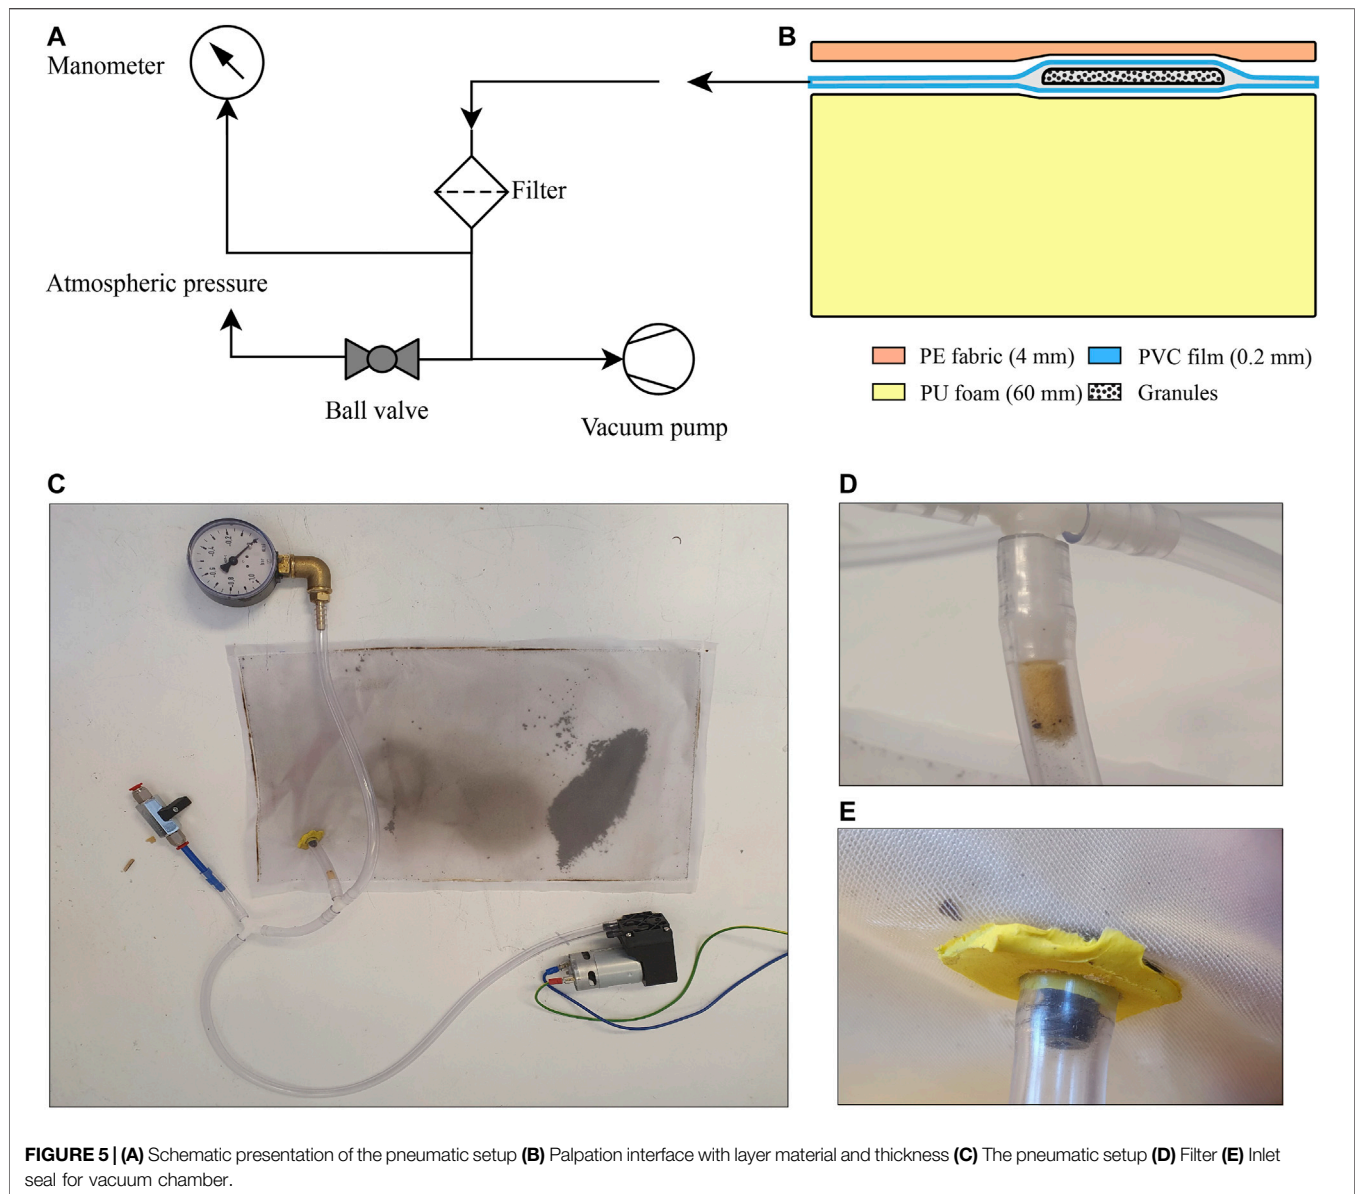 A
Manometer
Filter
Atmospheric pressure
Ball valve
Vacuum pump
B
PE fabric (4 mm)
PVC film (0.2 mm)
PU foam (60 mm)
Granules
C
D
E
FIGURE 5 | (A) Schematic presentation of the pneumatic setup (B) Palpation interface with layer material and thickness (C) The pneumatic setup (D) Filter (E) Inlet
seal for vacuum chamber.